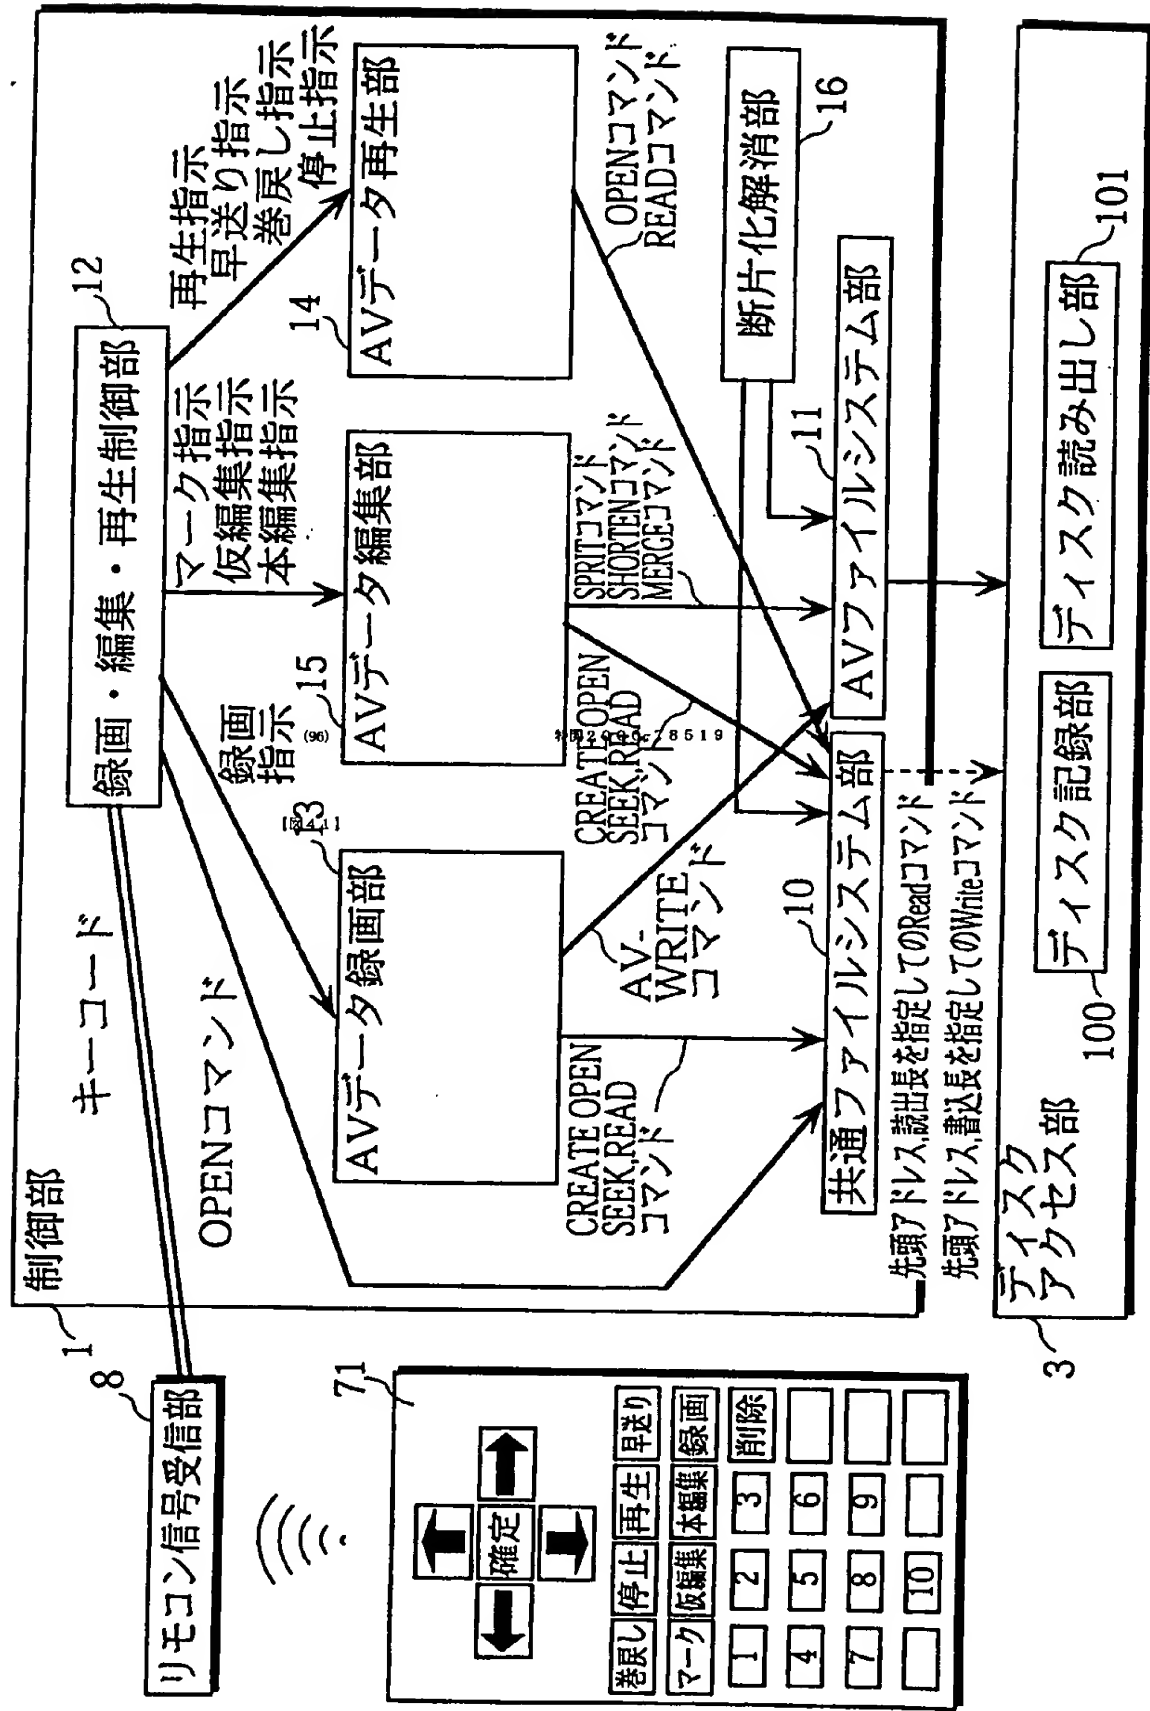 制御部
1
8
リモコン信号受信部
キーコード
OPENコマンド
録画・編集・再生制御部
12
録画
指示
マーク指示
仮編集指示
本編集指示
再生指示
早送り指示
巻戻し指示
停止指示
13
【図41】
AVデータ録画部
15
(96)
AVデータ編集部
14
AVデータ再生部
CREATE OPEN
SEEK,READ
コマンド
AV-
WRITE
コマンド
CREATE OPEN
SEEK,READ
コマンド
SPRITコマンド
SHORTENコマンド
MERGEコマンド
OPENコマンド
READコマンド
断片化解消部
16
10
共通ファイルシステム部
11
AVファイルシステム部
先頭アドレス,読出長を指定してのReadコマンド
先頭アドレス,書込長を指定してのWriteコマンド
ディスク
アクセス部
3
100
ディスク記録部
ディスク読み出し部
101
71
確定
巻戻し 停止 再生 早送り
マーク 仮編集 本編集 録画
1 2 3 削除
4 5 6
7 8 9
10